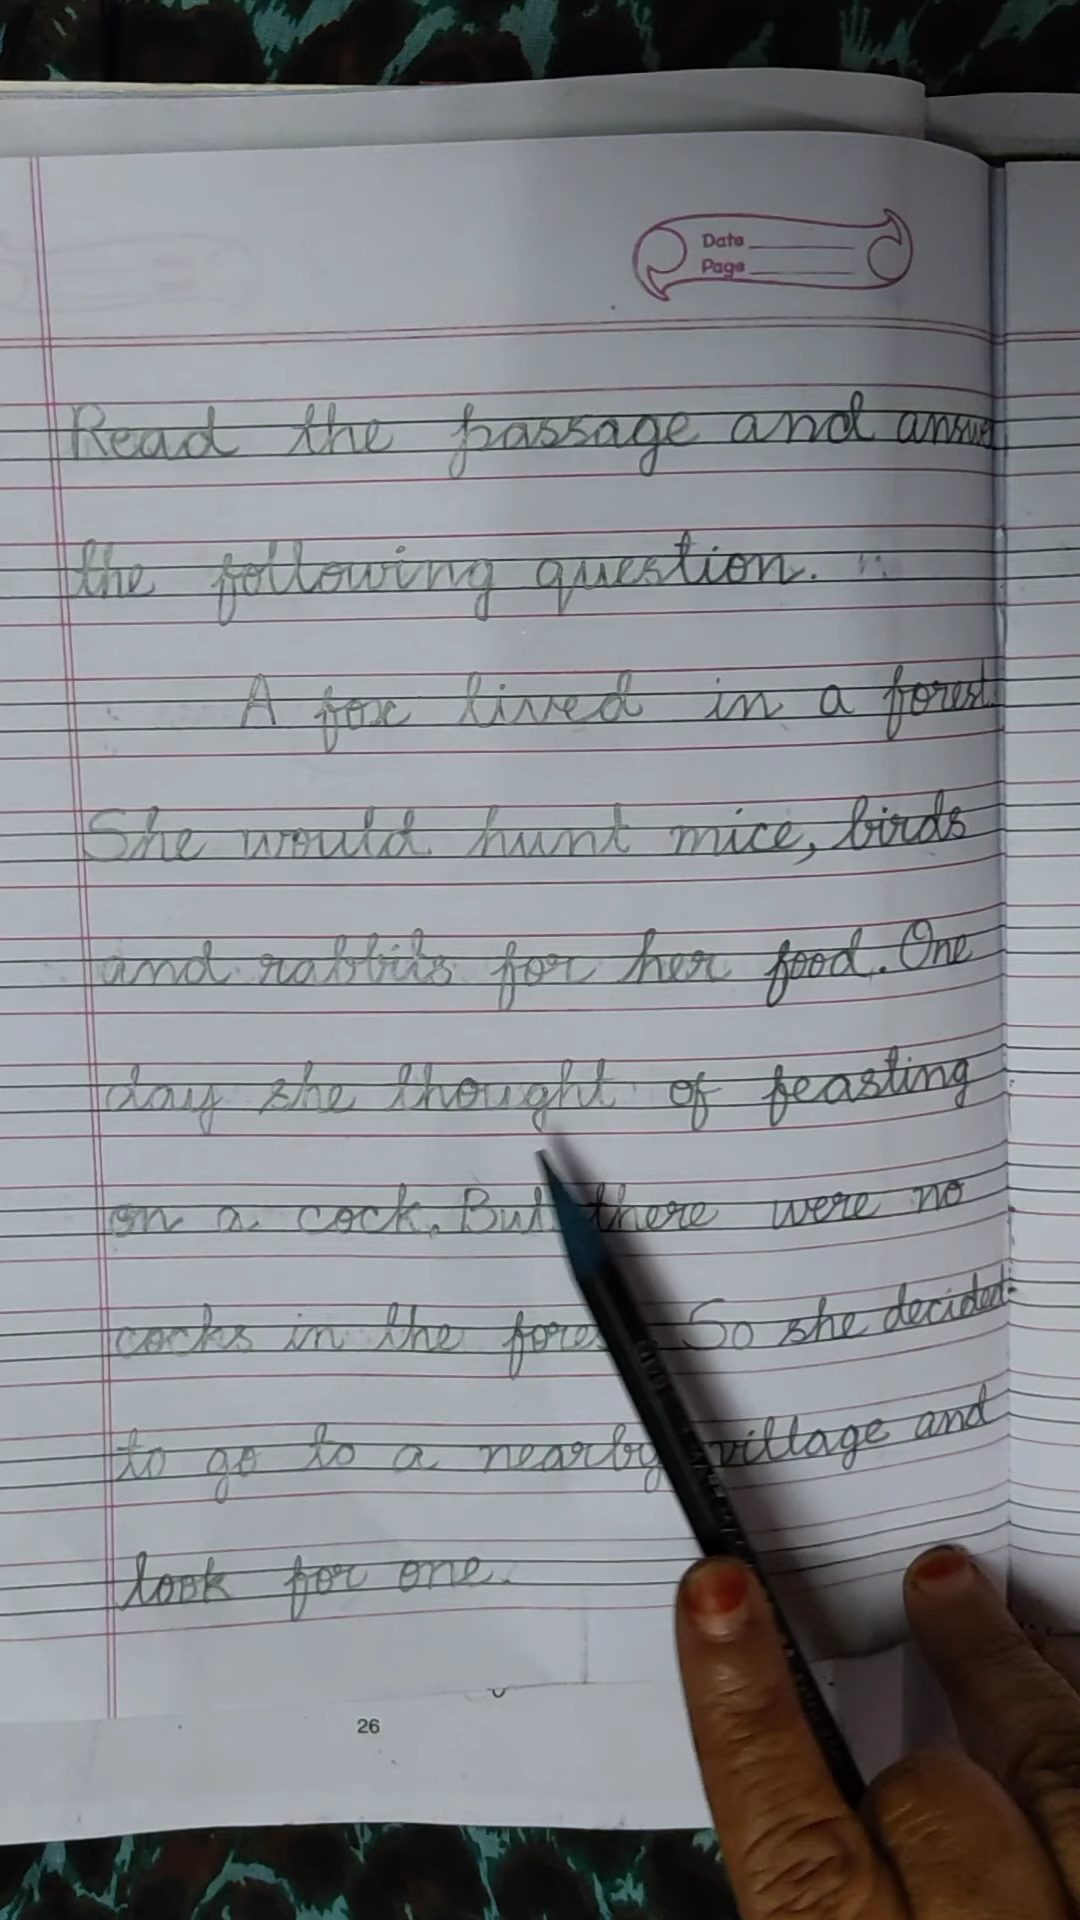 Date
Page
Read the passage and answer
the following question.
A fox lived in a forest.
She would hunt mice, birds
and rabbits for her food. One
day she thought of feasting
on a cock. But there were no
cocks in the fores So she decided
to go to a nearby village and
look for one.
26